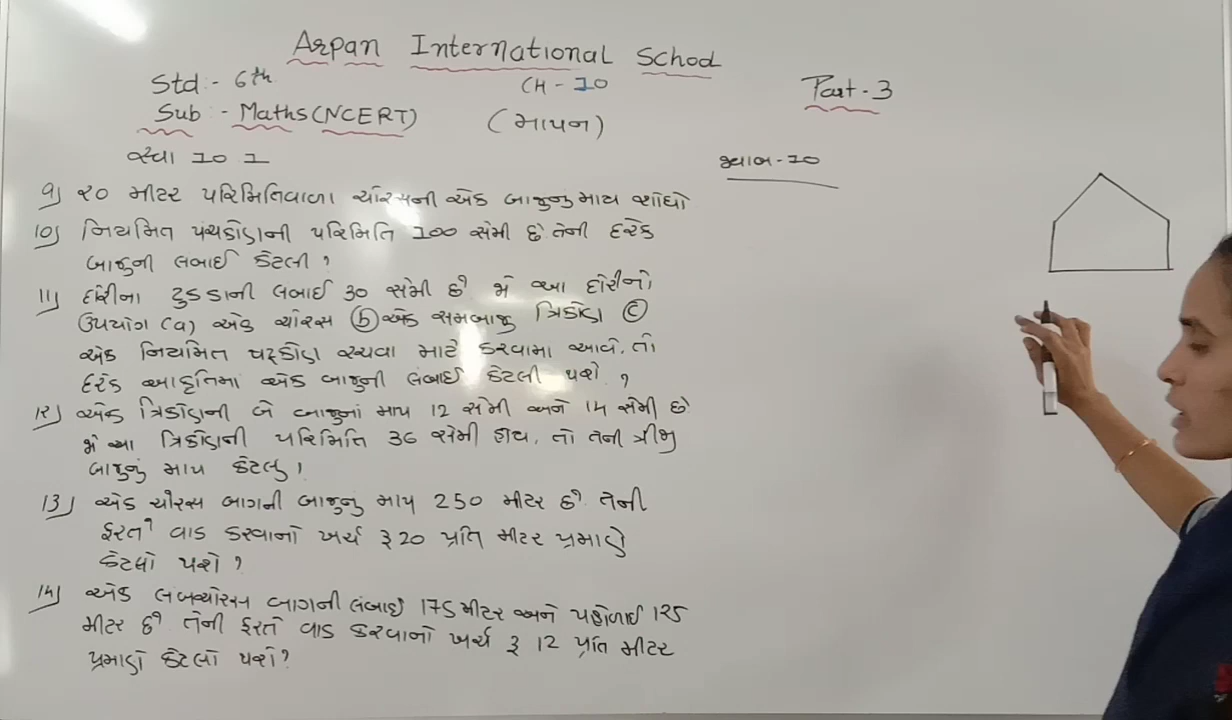 Arpan International School
Std :- 6th
CH - 10
Part - 3
Sub :- Maths (NCERT)
(માપન)
સ્વા 10 1
જવાબ - 10
9) ૨૦ મીટર પરિમિતિવાળા ચોરસની એક બાજુનુ માપ શોધો
10) નિયમિત પંચકોણની પરિમિતિ 100 સેમી છે તેની દરેક
બાજુની લંબાઈ કેટલી ?
11) દોરીના ટુકડાની લંબાઈ 30 સેમી છે જો આ દોરીનો
ઉપયોગ (a) એક ચોરસ (b) એક સમબાજુ ત્રિકોણ (c)
એક નિયમિત ષટ્કોણ રચવા માટે કરવામા આવે. તો
દરેક આકૃતિમા એક બાજુની લંબાઈ કેટલી થશે ?
12) એક ત્રિકોણની બે બાજુનાં માપ 12 સેમી અને 14 સેમી છે
જો આ ત્રિકોણની પરિમિતિ 36 સેમી હોય, તો તેની ત્રીજી
બાજુનું માપ કેટલુ ?
13) એક ચોરસ બાગની બાજુનુ માપ 250 મીટર છે. તેની
ફરતે વાડ કરવાનો ખર્ચ રૂ 20 પ્રતિ મીટર પ્રમાણે
કેટલો થશે ?
14) એક લંબચોરસ બાગની લંબાઈ 175 મીટર અને પહોળાઈ 125
મીટર છે તેની ફરતે વાડ કરવાનો ખર્ચ રૂ 12 પ્રતિ મીટર
પ્રમાણે કેટલો થશે ?